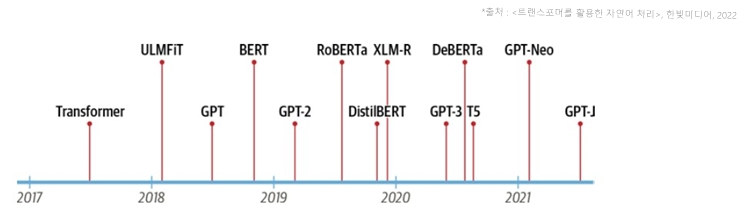 *출처 : <트랜스포머를 활용한 자연어 처리>, 한빛미디어, 2022
ULMFiT BERT RoBERTa XLM-R DeBERTa GPT-Neo
Transformer GPT GPT-2 DistilBERT GPT-3 T5 GPT-J
2017 2018 2019 2020 2021